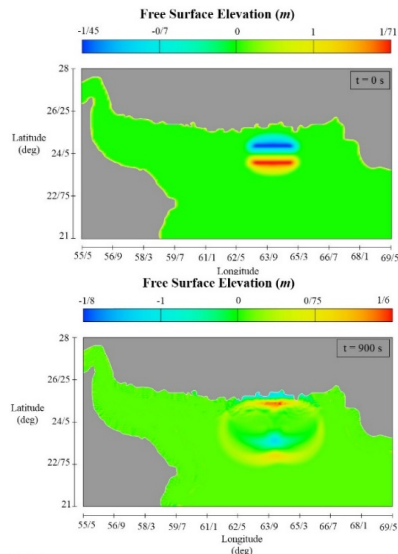 Free Surface Elevation (m)
-1/45 -0/7 0 1 1/71
28
t = 0 s
26/25
Latitude
(deg)
24/5
22/75
21
55/5 56/9 58/3 59/7 61/1 62/5 63/9 65/3 66/7 68/1 69/5
Longitude
Free Surface Elevation (m)
-1/8 -1 0 0/75 1/6
28
t = 900 s
26/25
Latitude
(deg)
24/5
22/75
21
55/5 56/9 58/3 59/7 61/1 62/5 63/9 65/3 66/7 68/1 69/5
Longitude
(deg)